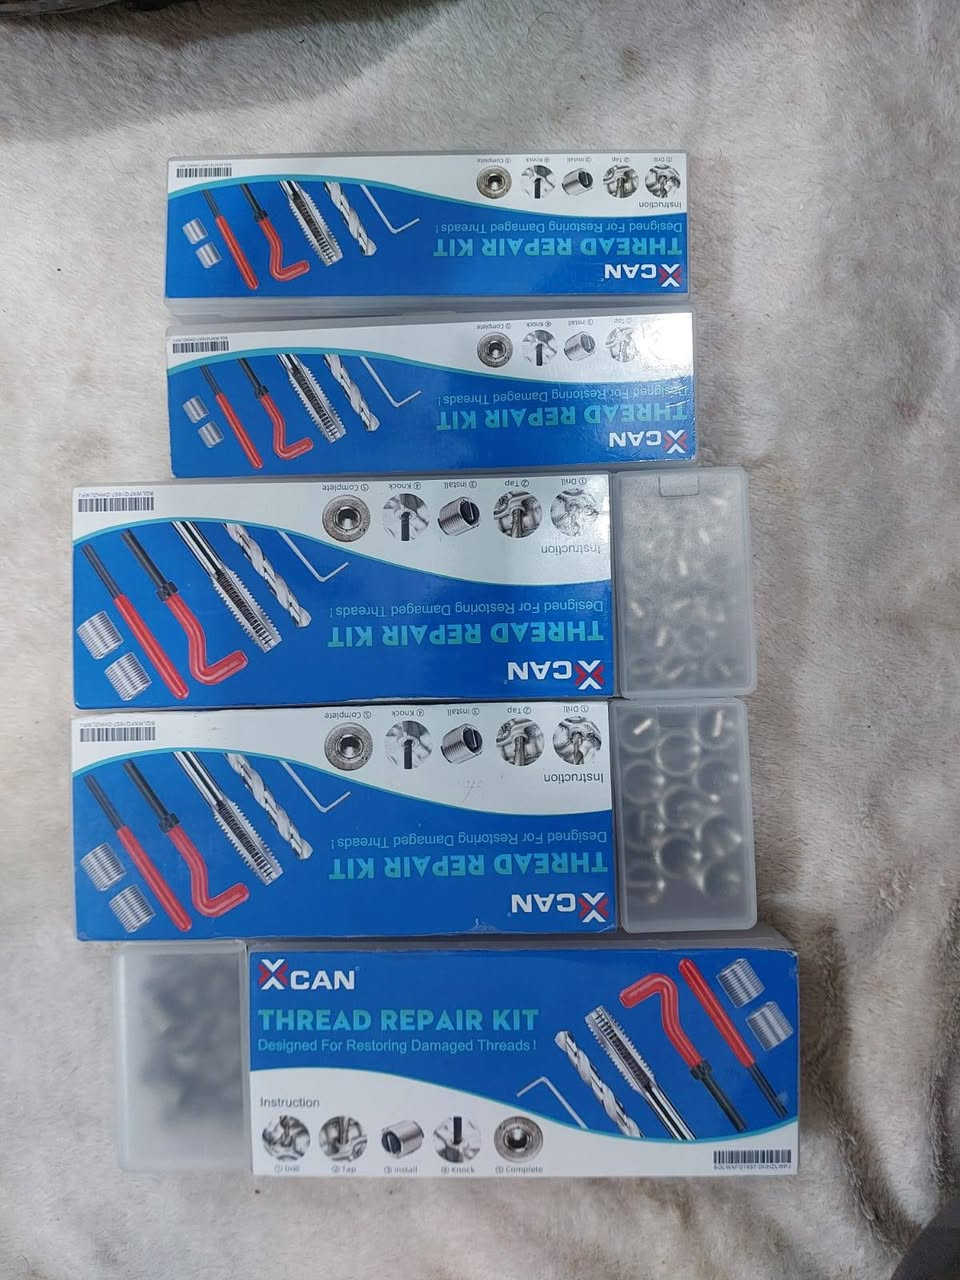 ① Drill ② Tap ③ install ④ Knock ⑤ Complete
Instruction
Designed For Restoring Damaged Threads!
THREAD REPAIR KIT
XCAN
② Tap ③ install ④ Knock ⑤ Complete
Designed For Restoring Damaged Threads!
THREAD REPAIR KIT
XCAN
① Drill ② Tap ③ install ④ Knock ⑤ Complete
Instruction
Designed For Restoring Damaged Threads!
THREAD REPAIR KIT
XCAN®
① Drill ② Tap ③ install ④ Knock ⑤ Complete
Instruction
Designed For Restoring Damaged Threads!
THREAD REPAIR KIT
XCAN®
XCAN®
THREAD REPAIR KIT
Designed For Restoring Damaged Threads!
Instruction
① Drill ② Tap ③ install ④ Knock ⑤ Complete